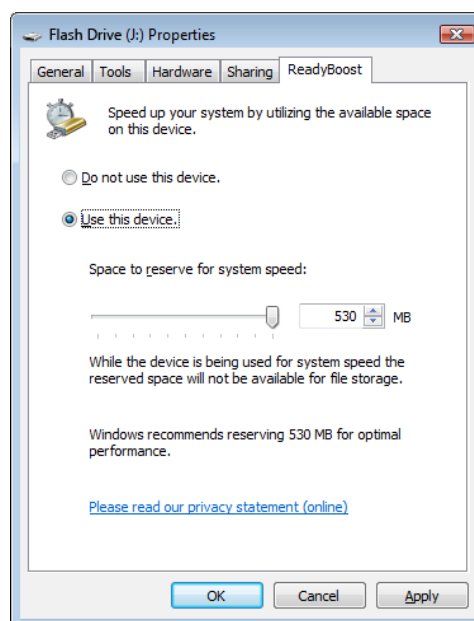 Flash Drive (J:) Properties
General Tools Hardware Sharing ReadyBoost
Speed up your system by utilizing the available space
on this device.
Do not use this device.
Use this device.
Space to reserve for system speed:
530 MB
While the device is being used for system speed the
reserved space will not be available for file storage.
Windows recommends reserving 530 MB for optimal
performance.
Please read our privacy statement (online)
OK Cancel Apply